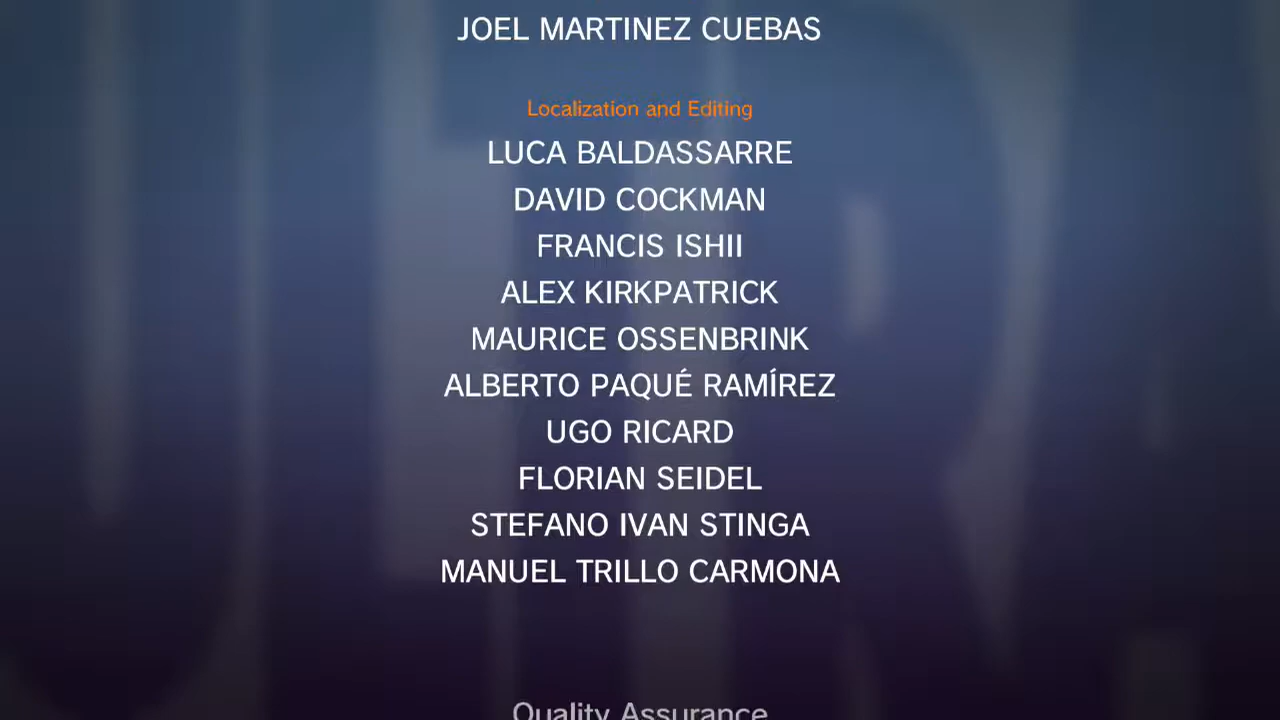 JOEL MARTINEZ CUEBAS
Localization and Editing
LUCA BALDASSARRE
DAVID COCKMAN
FRANCIS ISHII
ALEX KIRKPATRICK
MAURICE OSSENBRINK
ALBERTO PAQUÉ RAMÍREZ
UGO RICARD
FLORIAN SEIDEL
STEFANO IVAN STINGA
MANUEL TRILLO CARMONA
Quality Assurance